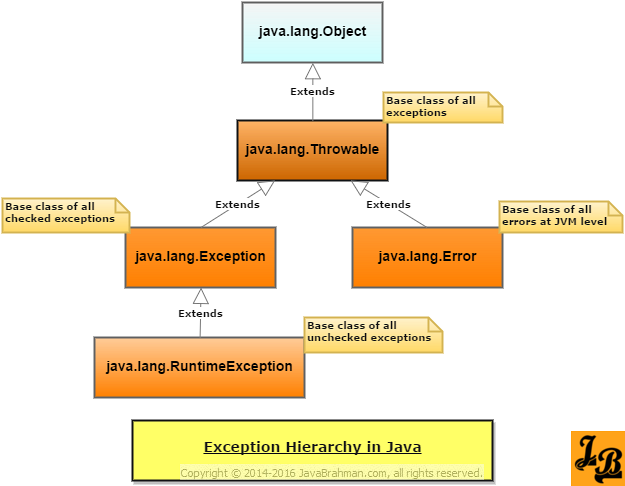 java.lang.Object
Extends
Base class of all
exceptions
java.lang.Throwable
Extends
Extends
Base class of all
checked exceptions
Base class of all
errors at JVM level
java.lang.Exception
java.lang.Error
Extends
Base class of all
unchecked exceptions
java.lang.RuntimeException
Exception Hierarchy in Java
Copyright © 2014-2016 JavaBrahman.com, all rights reserved.
JB